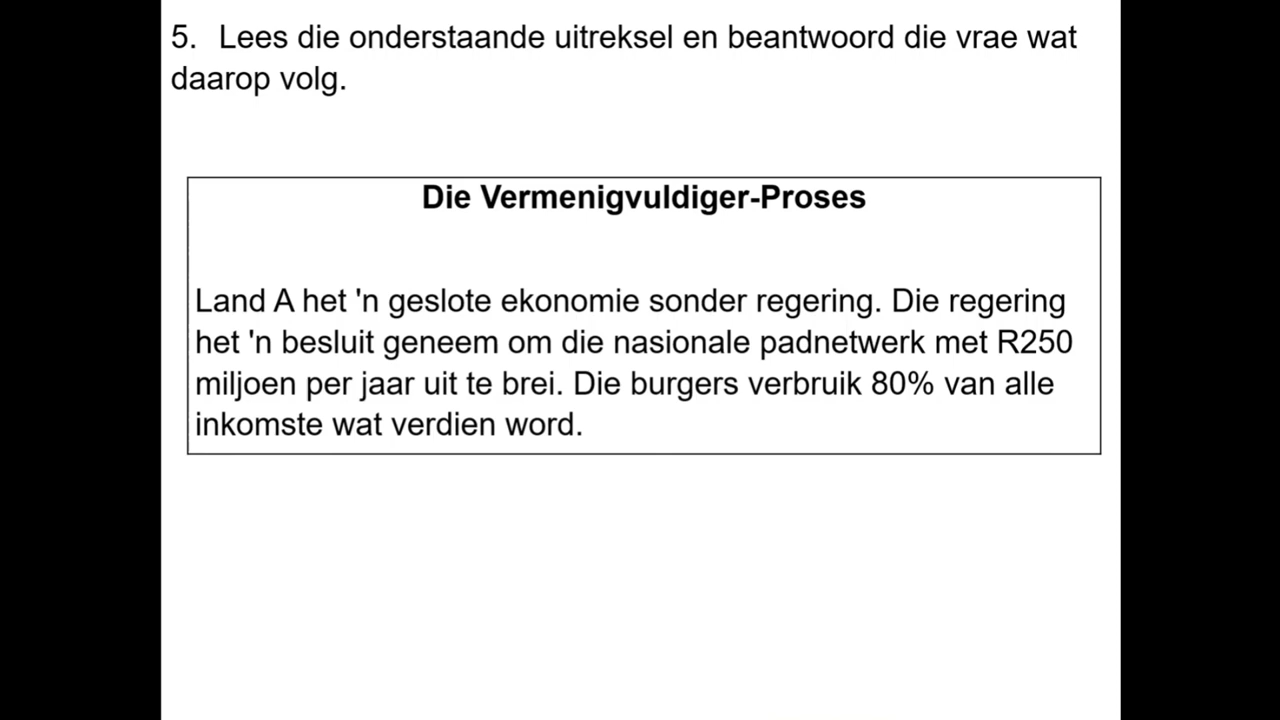 5. Lees die onderstaande uitreksel en beantwoord die vrae wat
daarop volg.
Die Vermenigvuldiger-Proses
Land A het 'n geslote ekonomie sonder regering. Die regering
het 'n besluit geneem om die nasionale padnetwerk met R250
miljoen per jaar uit te brei. Die burgers verbruik 80% van alle
inkomste wat verdien word.